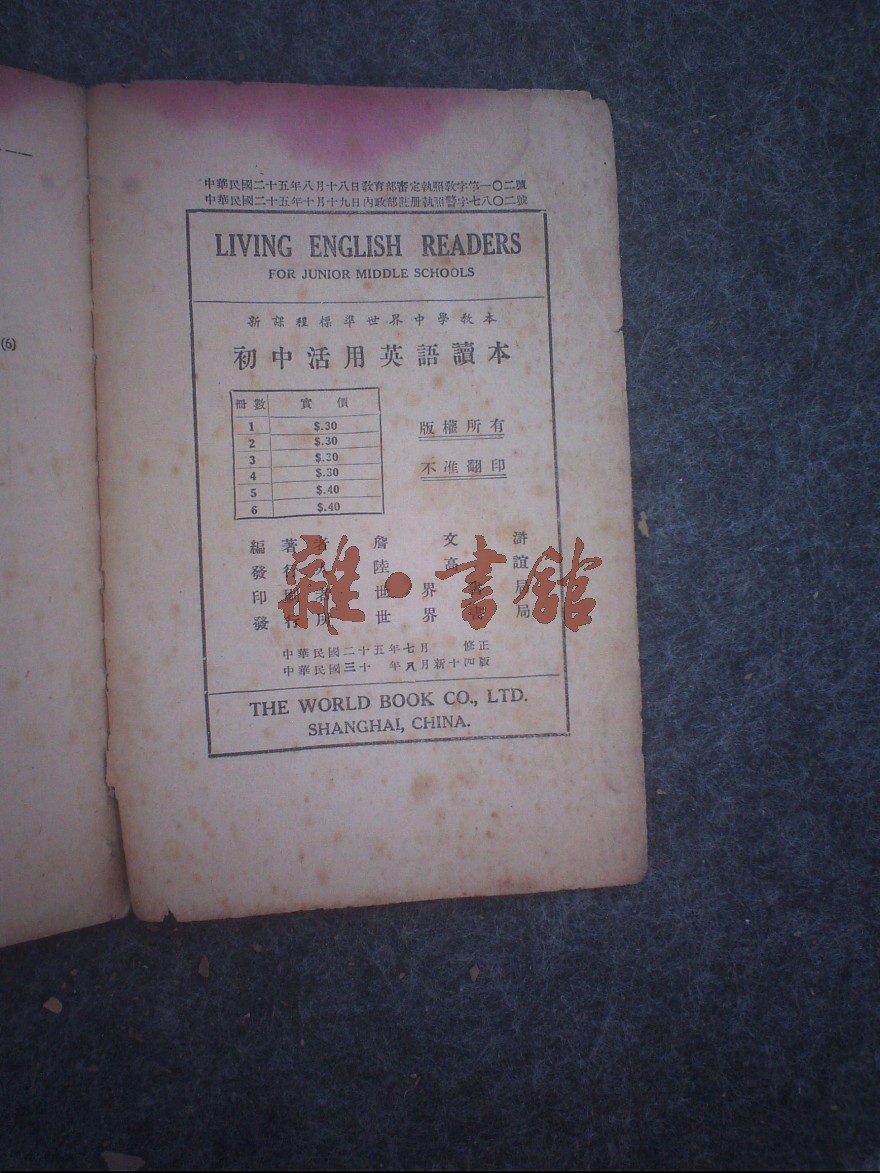 (6)
中華民國二十五年八月十八日敎育部審定執照敎字第一〇二號
中華民國二十五年十月十九日內政部註册執照警字七八〇二號
LIVING ENGLISH READERS
FOR JUNIOR MIDDLE SCHOOLS
新課程標準世界中學敎本
初中活用英語讀本
冊數 實價
1 $.30
2 $.30
3 $.30
4 $.30
5 $.40
6 $.40
版權所有
不准翻印
編著者 詹文滸
發行人 陸高誼
印刷者 世界書局
發行所 世界書局
雜·書館
中華民國二十五年七月 修正
中華民國三十 年八月新十四版
THE WORLD BOOK CO., LTD.
SHANGHAI, CHINA.